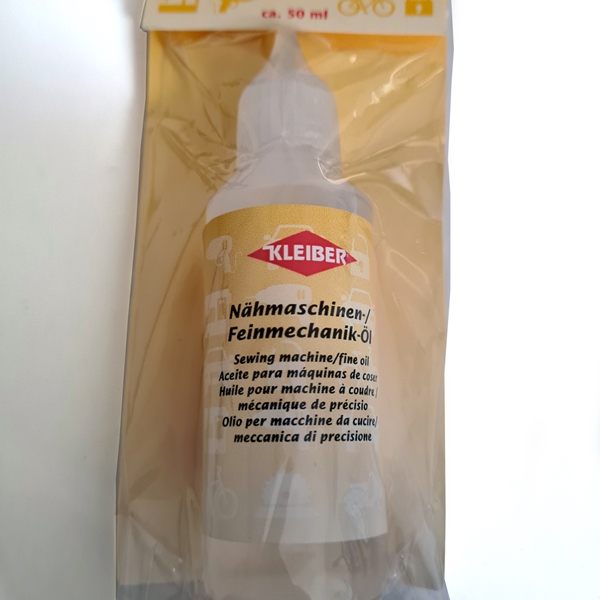 ca. 50 ml
KLEIBER
Nähmaschinen-/
Feinmechanik-Öl
Sewing machine/fine oil
Aceite para máquinas de coser
Huile pour machine à coudre/
mécanique de précisio
Olio per macchine da cucire/
meccanica di precisione